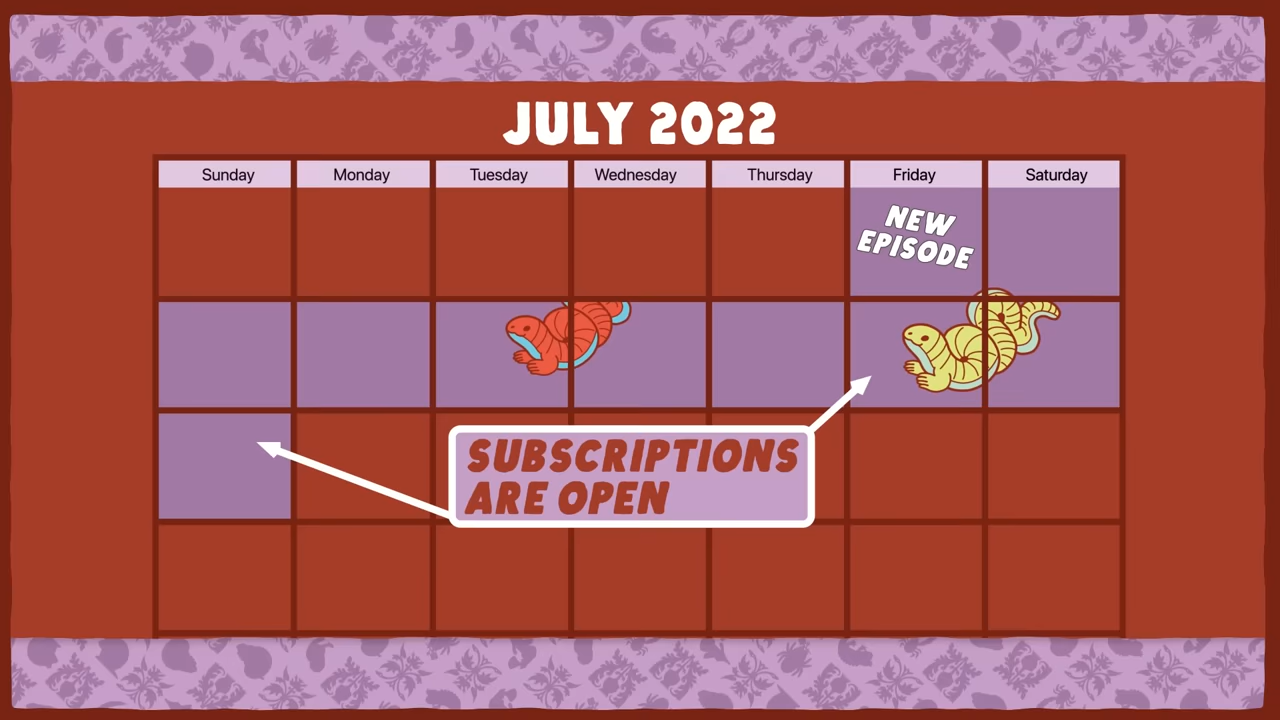 JULY 2022
Sunday Monday Tuesday Wednesday Thursday Friday Saturday
NEW
EPISODE
SUBSCRIPTIONS
ARE OPEN